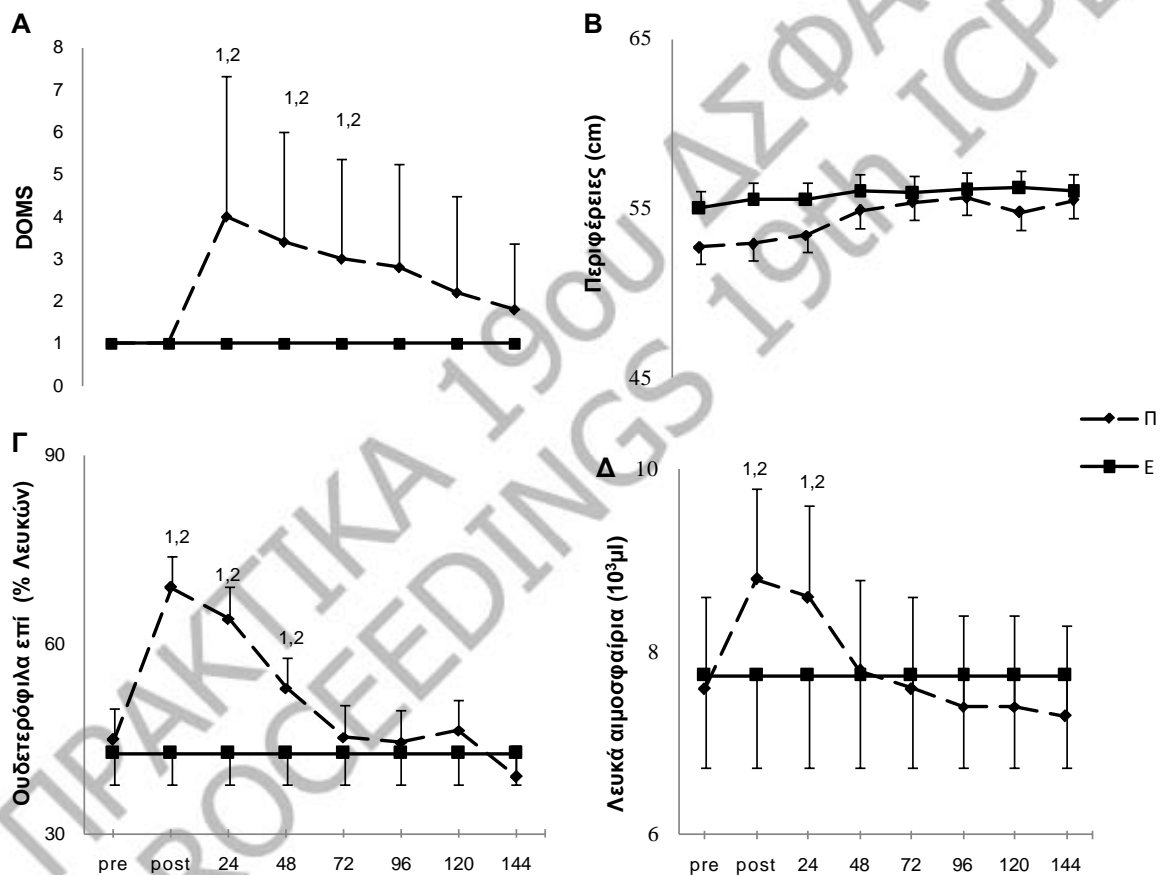 A
8
7
6
5
4
3
2
1
0
DOMS
1,2
1,2
1,2
B
65
55
45
Περιφέρειες (cm)
Γ
90
60
30
Ουδετερόφιλα επί (% Λευκών)
1,2
1,2
1,2
pre post 24 48 72 96 120 144
Δ
10
8
6
Λευκά αιμοσφαίρια (10³μl)
1,2
1,2
pre post 24 48 72 96 120 144
Π
Ε
ΠΡΑΚΤΙΚΑ 19ου ΔΣΦΑ
PROCEEDINGS 19th ICPE